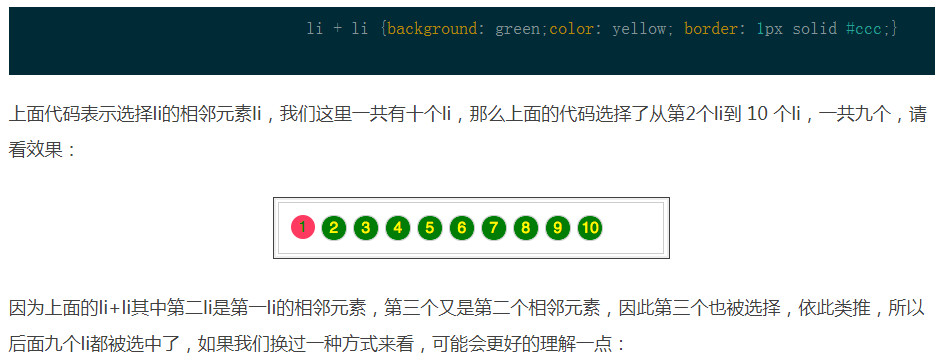 li + li {background: green;color: yellow; border: 1px solid #ccc;}
上面代码表示选择li的相邻元素li，我们这里一共有十个li，那么上面的代码选择了从第2个li到 10 个li，一共九个，请
看效果：
1 2 3 4 5 6 7 8 9 10
因为上面的li+li其中第二li是第一li的相邻元素，第三个又是第二个相邻元素，因此第三个也被选择，依此类推，所以
后面九个li都被选中了，如果我们换过一种方式来看，可能会更好的理解一点：